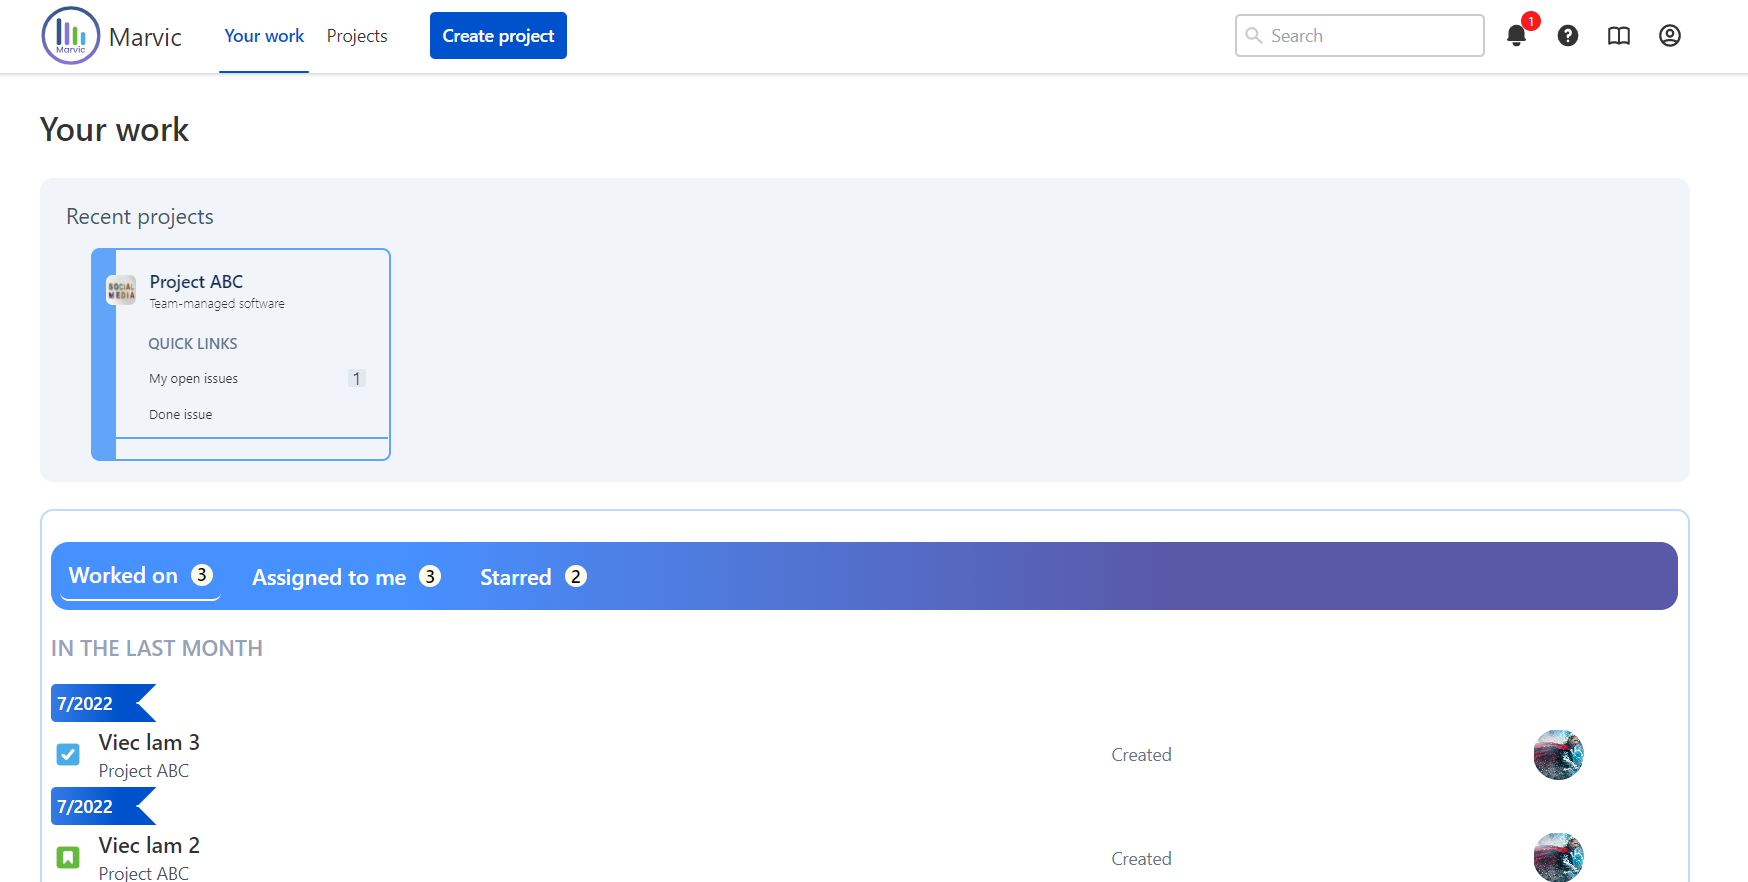 Marvic
Marvic
Your work
Projects
Create project
Search
1
Your work
Recent projects
SOCIAL
MEDIA
Project ABC
Team-managed software
QUICK LINKS
My open issues 1
Done issue
Worked on 3
Assigned to me 3
Starred 2
IN THE LAST MONTH
7/2022
Viec lam 3
Project ABC
Created
7/2022
Viec lam 2
Project ABC
Created